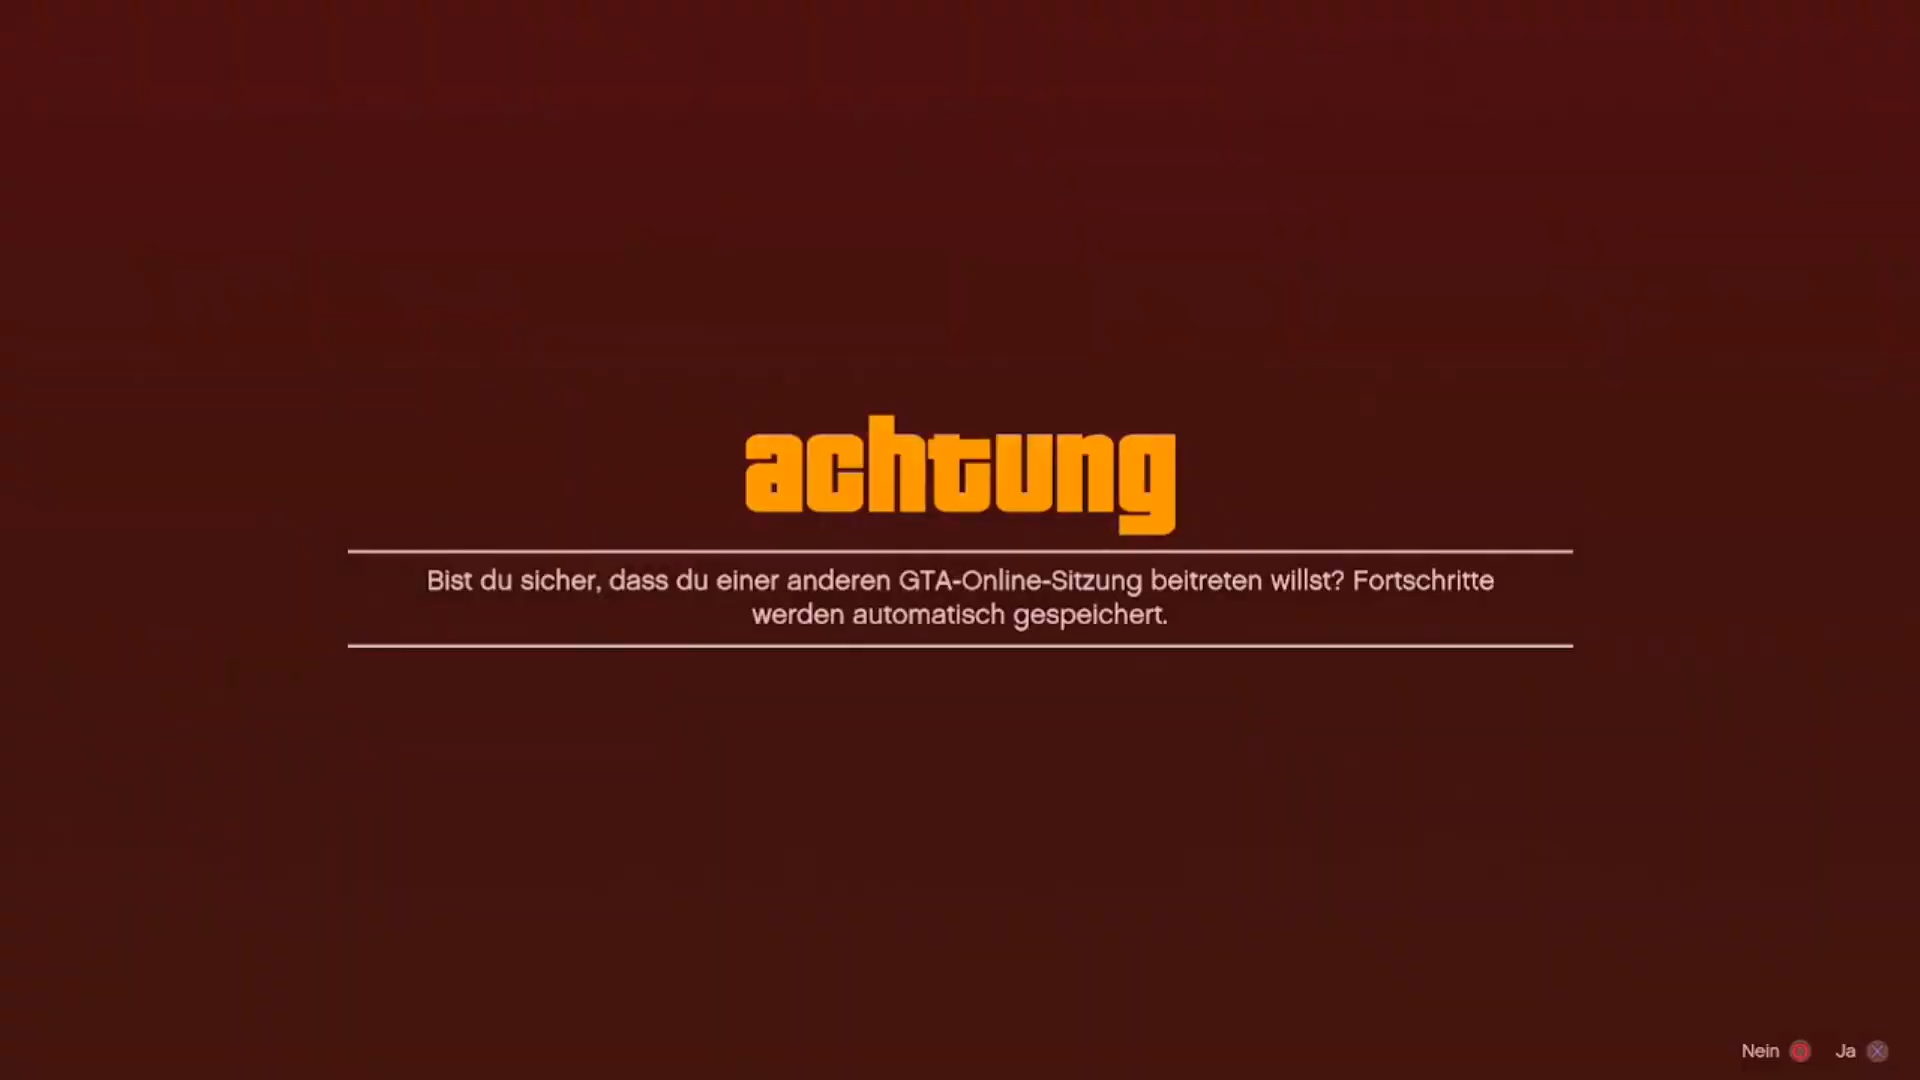 achtung
Bist du sicher, dass du einer anderen GTA-Online-Sitzung beitreten willst? Fortschritte
werden automatisch gespeichert.
Nein Ja